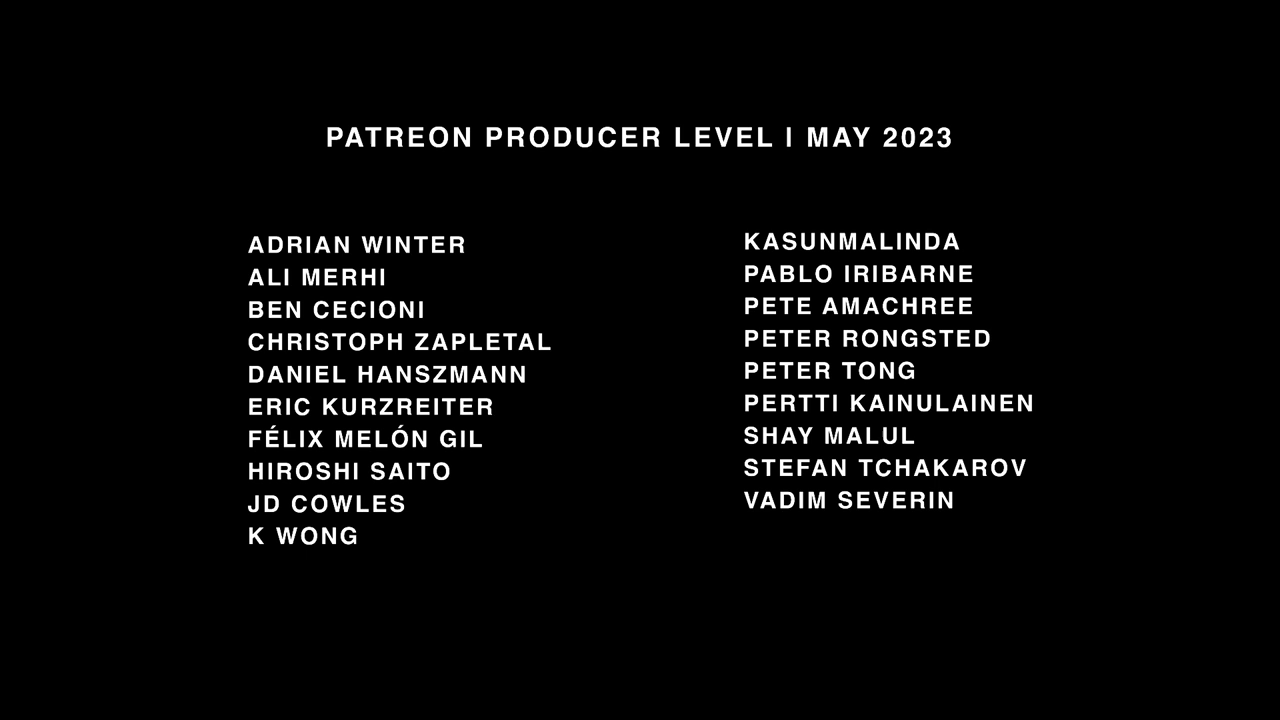 PATREON PRODUCER LEVEL | MAY 2023
ADRIAN WINTER
ALI MERHI
BEN CECIONI
CHRISTOPH ZAPLETAL
DANIEL HANSZMANN
ERIC KURZREITER
FÉLIX MELÓN GIL
HIROSHI SAITO
JD COWLES
K WONG
KASUNMALINDA
PABLO IRIBARNE
PETE AMACHREE
PETER RONGSTED
PETER TONG
PERTTI KAINULAINEN
SHAY MALUL
STEFAN TCHAKAROV
VADIM SEVERIN